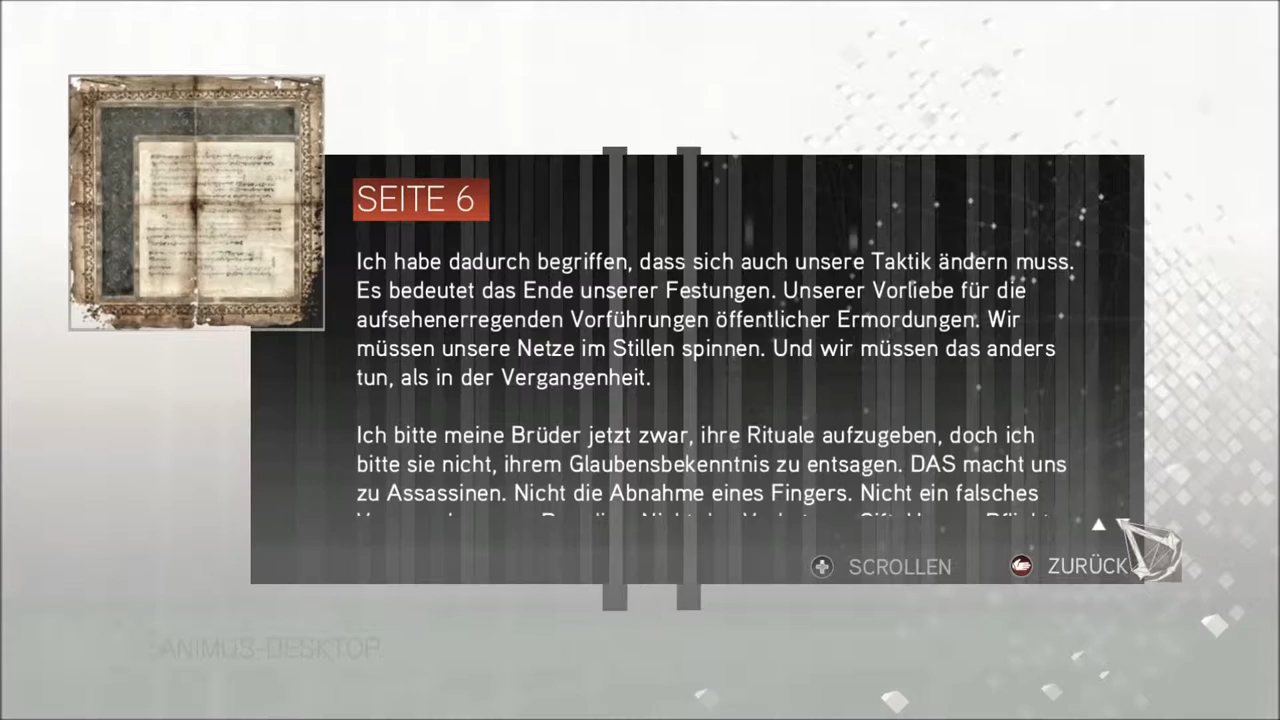 SEITE 6
Ich habe dadurch begriffen, dass sich auch unsere Taktik ändern muss.
Es bedeutet das Ende unserer Festungen. Unserer Vorliebe für die
aufsehenerregenden Vorführungen öffentlicher Ermordungen. Wir
müssen unsere Netze im Stillen spinnen. Und wir müssen das anders
tun, als in der Vergangenheit.
Ich bitte meine Brüder jetzt zwar, ihre Rituale aufzugeben, doch ich
bitte sie nicht, ihrem Glaubensbekenntnis zu entsagen. DAS macht uns
zu Assassinen. Nicht die Abnahme eines Fingers. Nicht ein falsches
SCROLLEN
ZURÜCK
ANIMUS-DESKTOP